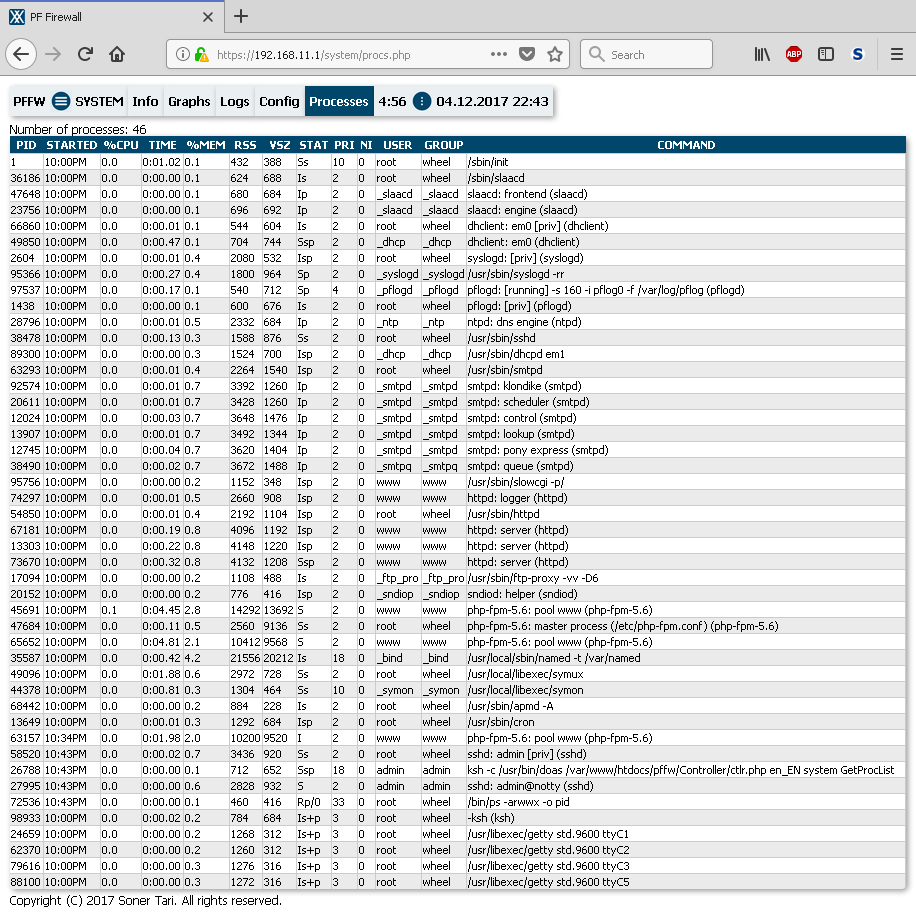 PF Firewall
https://192.168.11.1/system/procs.php
Search
ABP
S
PFFW SYSTEM Info Graphs Logs Config Processes 4:56 04.12.2017 22:43
Number of processes: 46
PID STARTED %CPU TIME %MEM RSS VSZ STAT PRI NI USER GROUP COMMAND
1 10:00PM 0.0 0:01.02 0.1 432 388 Ss 10 0 root wheel /sbin/init
36186 10:00PM 0.0 0:00.00 0.1 624 688 Is 2 0 root wheel /sbin/slaacd
47648 10:00PM 0.0 0:00.00 0.1 680 684 Ip 2 0 _slaacd _slaacd slaacd: frontend (slaacd)
23756 10:00PM 0.0 0:00.00 0.1 696 692 Ip 2 0 _slaacd _slaacd slaacd: engine (slaacd)
66860 10:00PM 0.0 0:00.01 0.1 544 604 Is 2 0 root wheel dhclient: em0 [priv] (dhclient)
49850 10:00PM 0.0 0:00.47 0.1 704 744 Ssp 2 0 _dhcp _dhcp dhclient: em0 (dhclient)
2604 10:00PM 0.0 0:00.01 0.4 2080 532 Isp 2 0 root wheel syslogd: [priv] (syslogd)
95366 10:00PM 0.0 0:00.27 0.4 1800 964 Sp 2 0 _syslogd _syslogd /usr/sbin/syslogd -rr
97537 10:00PM 0.0 0:00.17 0.1 540 712 Sp 4 0 _pflogd _pflogd pflogd: [running] -s 160 -i pflog0 -f /var/log/pflog (pflogd)
1438 10:00PM 0.0 0:00.00 0.1 600 676 Is 2 0 root wheel pflogd: [priv] (pflogd)
28796 10:00PM 0.0 0:00.01 0.5 2332 684 Ip 2 0 _ntp _ntp ntpd: dns engine (ntpd)
38478 10:00PM 0.0 0:00.13 0.3 1588 876 Ss 2 0 root wheel /usr/sbin/sshd
89300 10:00PM 0.0 0:00.00 0.3 1524 700 Isp 2 0 _dhcp _dhcp /usr/sbin/dhcpd em1
63293 10:00PM 0.0 0:00.01 0.4 2264 1540 Isp 2 0 root wheel /usr/sbin/smtpd
92574 10:00PM 0.0 0:00.01 0.7 3392 1260 Ip 2 0 _smtpd _smtpd smtpd: klondike (smtpd)
20611 10:00PM 0.0 0:00.01 0.7 3428 1260 Ip 2 0 _smtpd _smtpd smtpd: scheduler (smtpd)
12024 10:00PM 0.0 0:00.03 0.7 3648 1476 Ip 2 0 _smtpd _smtpd smtpd: control (smtpd)
13907 10:00PM 0.0 0:00.01 0.7 3492 1344 Ip 2 0 _smtpd _smtpd smtpd: lookup (smtpd)
12745 10:00PM 0.0 0:00.04 0.7 3620 1404 Ip 2 0 _smtpd _smtpd smtpd: pony express (smtpd)
38490 10:00PM 0.0 0:00.02 0.7 3672 1488 Ip 2 0 _smtpq _smtpq smtpd: queue (smtpd)
95756 10:00PM 0.0 0:00.00 0.2 1152 348 Isp 2 0 www www /usr/sbin/slowcgi -p/
74297 10:00PM 0.0 0:00.01 0.5 2660 908 Isp 2 0 www www httpd: logger (httpd)
54850 10:00PM 0.0 0:00.01 0.4 2192 1104 Isp 2 0 root wheel /usr/sbin/httpd
67181 10:00PM 0.0 0:00.19 0.8 4096 1192 Isp 2 0 www www httpd: server (httpd)
13303 10:00PM 0.0 0:00.22 0.8 4148 1220 Isp 2 0 www www httpd: server (httpd)
73670 10:00PM 0.0 0:00.32 0.8 4132 1208 Ssp 2 0 www www httpd: server (httpd)
17094 10:00PM 0.0 0:00.00 0.2 1108 488 Is 2 0 _ftp_pro _ftp_pro /usr/sbin/ftp-proxy -vv -D6
20152 10:00PM 0.0 0:00.00 0.2 776 416 Isp 2 0 _sndiop _sndiop sndiod: helper (sndiod)
45691 10:00PM 0.1 0:04.45 2.8 14292 13692 S 2 0 www www php-fpm-5.6: pool www (php-fpm-5.6)
47684 10:00PM 0.0 0:00.11 0.5 2560 9136 Ss 2 0 root wheel php-fpm-5.6: master process (/etc/php-fpm.conf) (php-fpm-5.6)
65652 10:00PM 0.0 0:04.81 2.1 10412 9568 S 2 0 www www php-fpm-5.6: pool www (php-fpm-5.6)
35587 10:00PM 0.0 0:00.42 4.2 21556 20212 Is 18 0 _bind _bind /usr/local/sbin/named -t /var/named
49096 10:00PM 0.0 0:01.88 0.6 2972 728 Ss 2 0 root wheel /usr/local/libexec/symux
44378 10:00PM 0.0 0:00.81 0.3 1304 464 Ss 10 0 _symon _symon /usr/local/libexec/symon
68442 10:00PM 0.0 0:00.00 0.2 884 228 Is 2 0 root wheel /usr/sbin/apmd -A
13649 10:00PM 0.0 0:00.01 0.3 1292 684 Isp 2 0 root wheel /usr/sbin/cron
63157 10:34PM 0.0 0:01.98 2.0 10200 9520 I 2 0 www www php-fpm-5.6: pool www (php-fpm-5.6)
58520 10:43PM 0.0 0:00.02 0.7 3436 920 Ss 2 0 root wheel sshd: admin [priv] (sshd)
26788 10:43PM 0.0 0:00.00 0.1 712 652 Ssp 18 0 admin admin ksh -c /usr/bin/doas /var/www/htdocs/pffw/Controller/ctlr.php en_EN system GetProcList
27995 10:43PM 0.0 0:00.00 0.6 2828 932 S 2 0 admin admin sshd: admin@notty (sshd)
72536 10:43PM 0.0 0:00.00 0.1 460 416 Rp/0 33 0 root wheel /bin/ps -arwwx -o pid
98933 10:00PM 0.0 0:00.02 0.2 784 684 Is+p 3 0 root wheel -ksh (ksh)
24659 10:00PM 0.0 0:00.00 0.2 1268 312 Is+p 3 0 root wheel /usr/libexec/getty std.9600 ttyC1
62370 10:00PM 0.0 0:00.00 0.2 1260 312 Is+p 3 0 root wheel /usr/libexec/getty std.9600 ttyC2
79616 10:00PM 0.0 0:00.00 0.3 1276 316 Is+p 3 0 root wheel /usr/libexec/getty std.9600 ttyC3
88100 10:00PM 0.0 0:00.00 0.3 1272 316 Is+p 3 0 root wheel /usr/libexec/getty std.9600 ttyC5
Copyright (C) 2017 Soner Tari. All rights reserved.